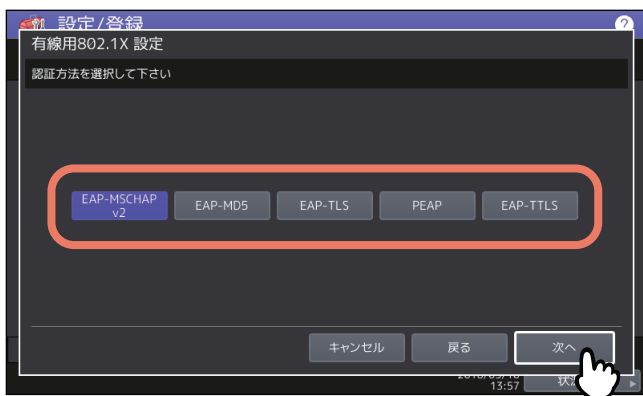 設定/登録
?
有線用802.1X 設定
認証方法を選択して下さい
EAP-MSCHAP
v2
EAP-MD5
EAP-TLS
PEAP
EAP-TTLS
キャンセル
戻る
次へ
13:57